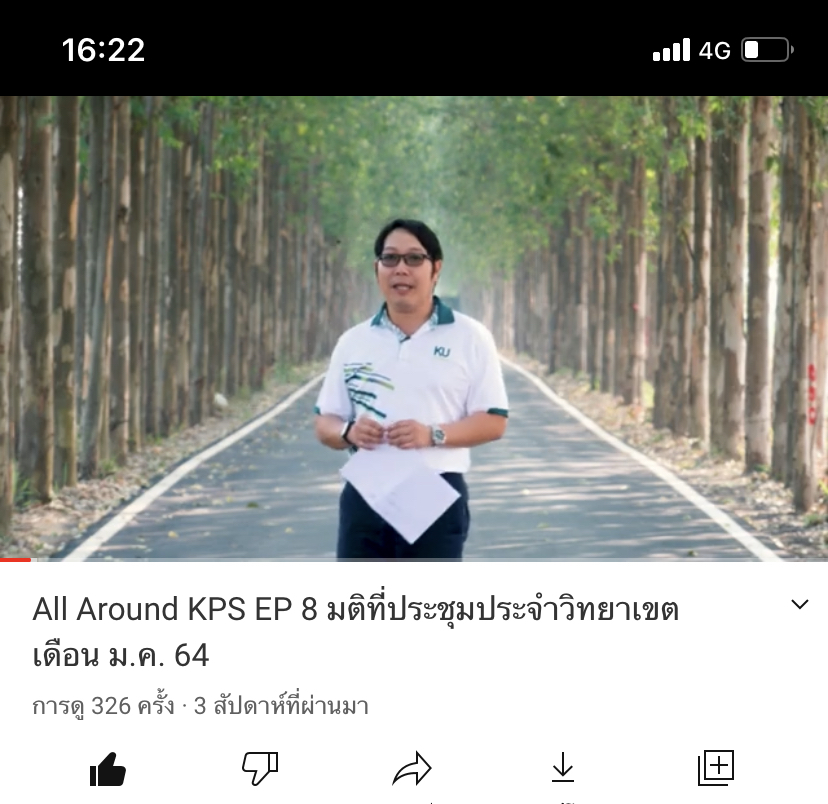 16:22
4G
KU
All Around KPS EP 8 มติที่ประชุมประจำวิทยาเขต
เดือน ม.ค. 64
การดู 326 ครั้ง · 3 สัปดาห์ที่ผ่านมา